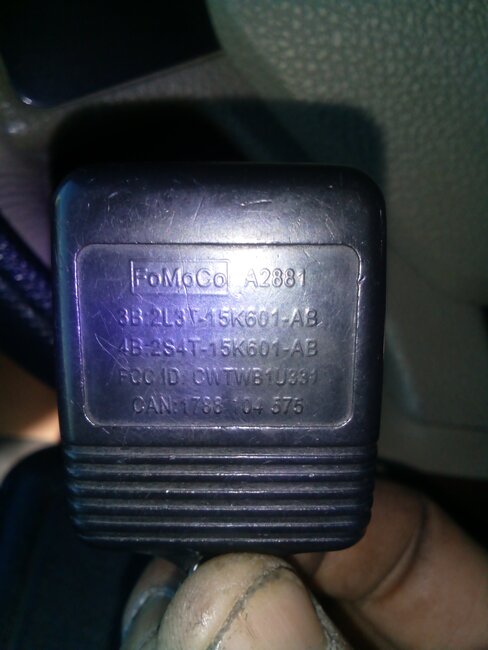 FoMoCo A2881
3B:2L3T-15K601-AB
4B-2S4T-15K601-AB
FCC ID: CWTWB1U331
CAN:1788 104 575